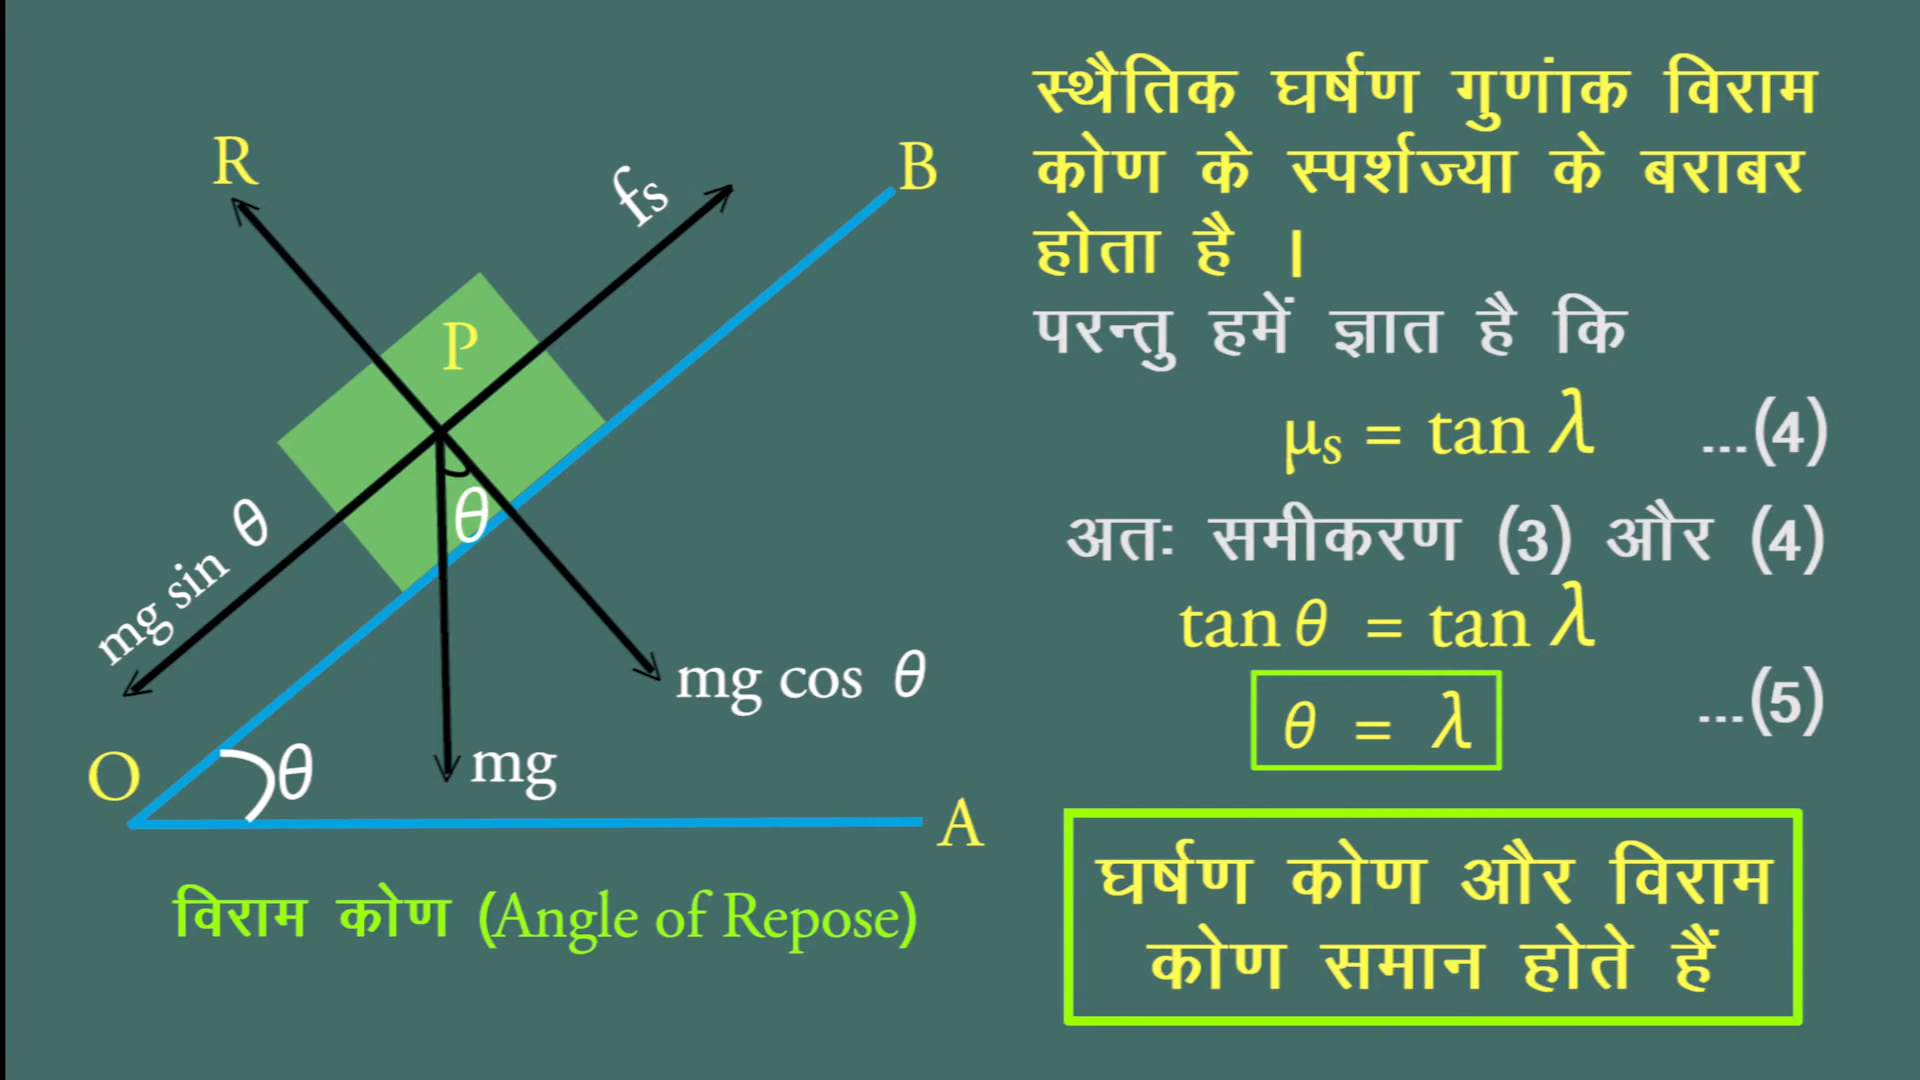 R
fs
B
P
θ
mg sin θ
mg cos θ
O
θ
mg
A
विराम कोण (Angle of Repose)
स्थैतिक घर्षण गुणांक विराम
कोण के स्पर्शज्या के बराबर
होता है ।
परन्तु हमें ज्ञात है कि
μs = tan λ ...(4)
अतः समीकरण (3) और (4)
tan θ = tan λ
θ = λ ...(5)
घर्षण कोण और विराम
कोण समान होते हैं